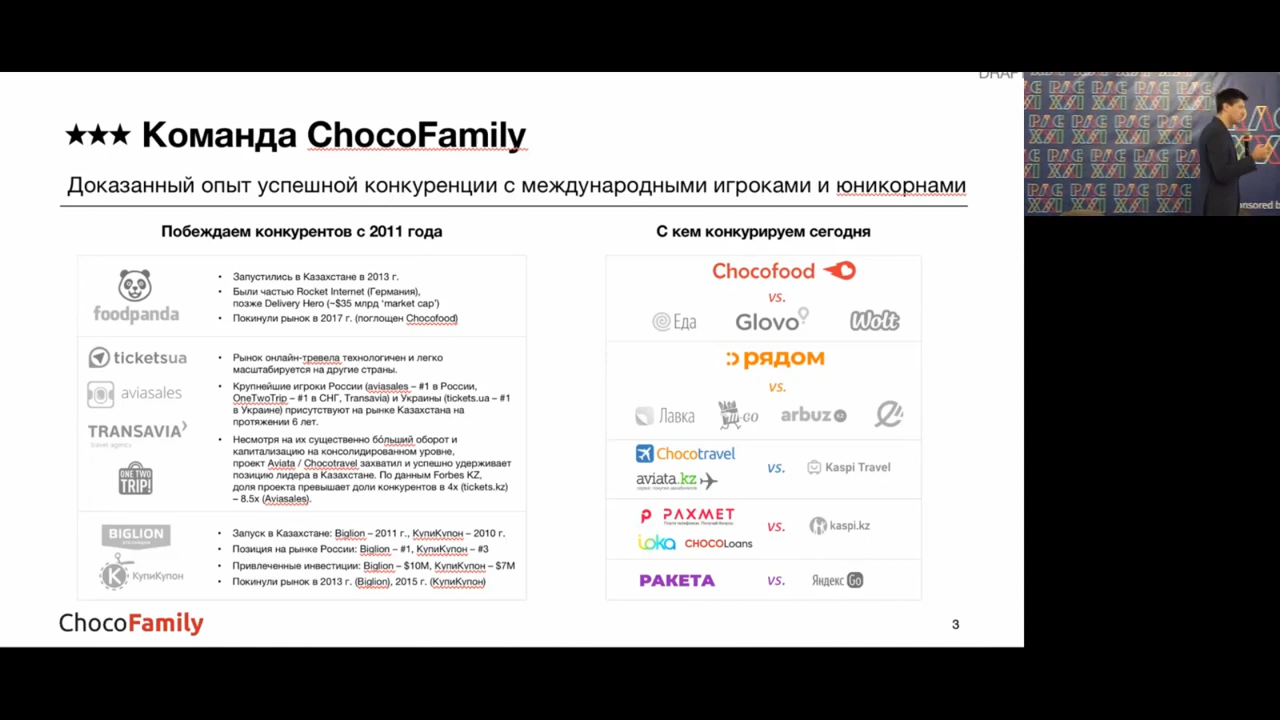 DRAFT
★★★ Команда ChocoFamily
Доказанный опыт успешной конкуренции с международными игроками и юникорнами
Побеждаем конкурентов с 2011 года
foodpanda
• Запустились в Казахстане в 2013 г.
• Были частью Rocket Internet (Германия),
позже Delivery Hero (~$35 млрд ‘market cap’)
• Покинули рынок в 2017 г. (поглощен Chocofood)
ticketsua
aviasales
TRANSAVIA
travel agency
ONE TWO
TRIP!
• Рынок онлайн-тревела технологичен и легко
масштабируется на другие страны.
• Крупнейшие игроки России (aviasales – #1 в России,
OneTwoTrip – #1 в СНГ, Transavia) и Украины (tickets.ua – #1
в Украине) присутствуют на рынке Казахстана на
протяжении 6 лет.
• Несмотря на их существенно бо́льший оборот и
капитализацию на консолидированном уровне,
проект Aviata / Chocotravel захватил и успешно удерживает
позицию лидера в Казахстане. По данным Forbes KZ,
доля проекта превышает доли конкурентов в 4x (tickets.kz)
– 8.5x (Aviasales).
BIGLION
КупиКупон
• Запуск в Казахстане: Biglion – 2011 г., КупиКупон – 2010 г.
• Позиция на рынке России: Biglion – #1, КупиКупон – #3
• Привлеченные инвестиции: Biglion – $10M, КупиКупон – $7M
• Покинули рынок в 2013 г. (Biglion), 2015 г. (КупиКупон)
С кем конкурируем сегодня
Chocofood
vs.
Еда Glovo Wolt
рядом
vs.
Лавка arbuz
Chocotravel
aviata.kz
vs. Kaspi Travel
РАХМЕТ
ioka CHOCOLoans
vs. kaspi.kz
РАКЕТА vs. Яндекс Go
ChocoFamily
3
onsored by